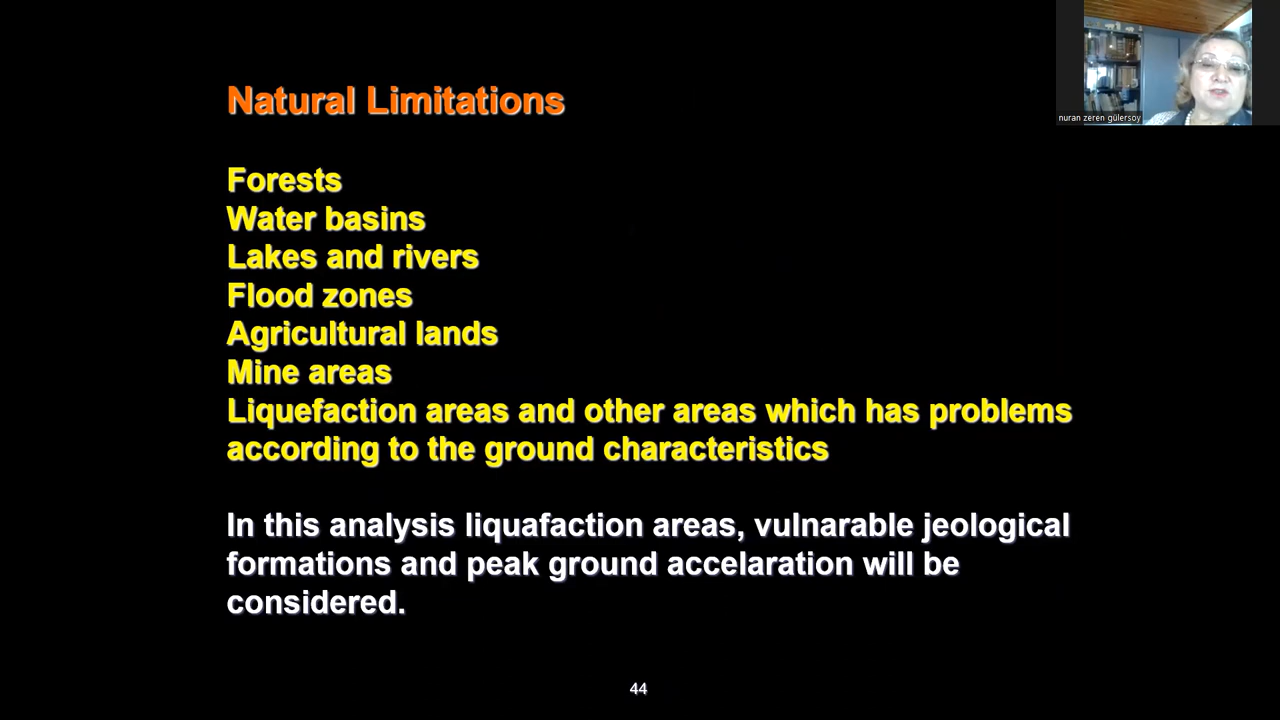 Natural Limitations
nuran zeren gülersoy
Forests
Water basins
Lakes and rivers
Flood zones
Agricultural lands
Mine areas
Liquefaction areas and other areas which has problems
according to the ground characteristics
In this analysis liquafaction areas, vulnarable jeological
formations and peak ground accelaration will be
considered.
44